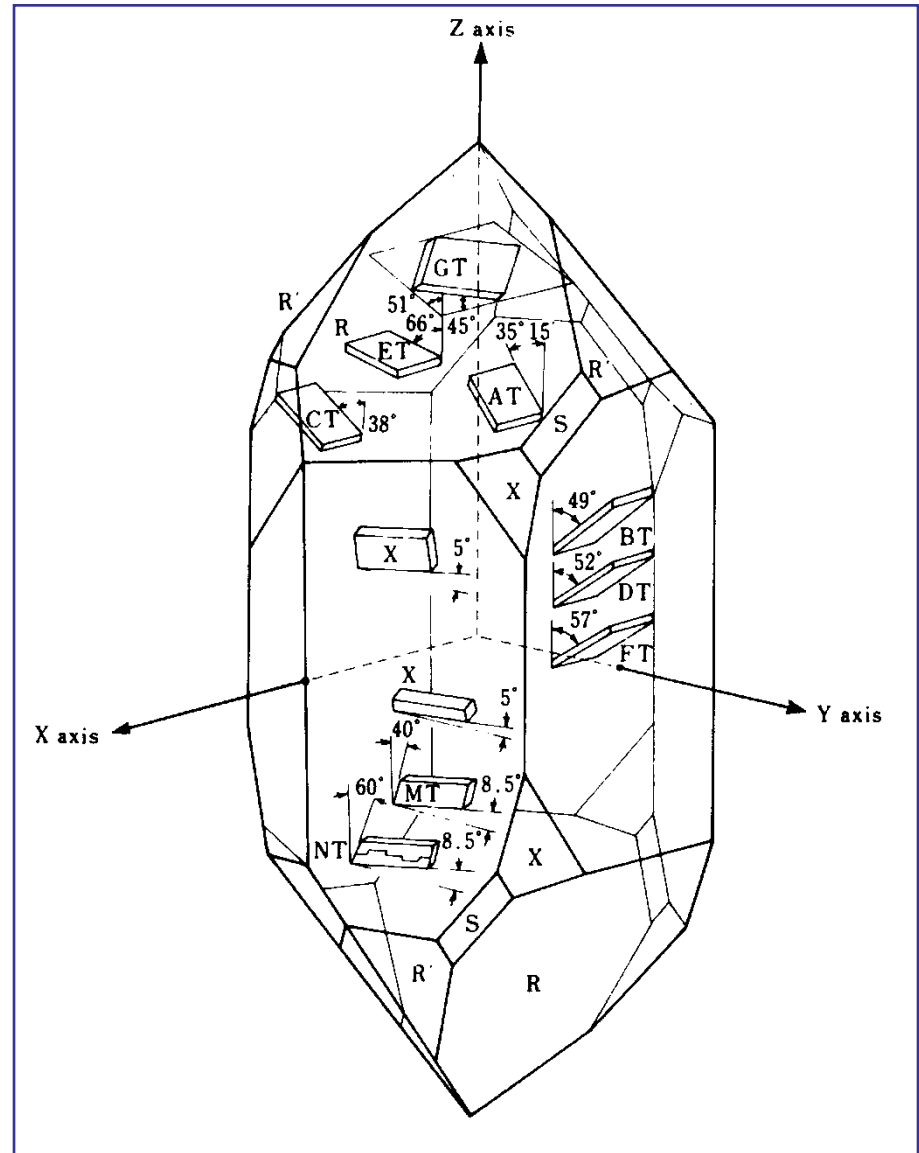 Z axis
GT
R'
51°
66°
45°
R
ET
35° 15
AT
R'
CT
38°
S
X
49°
BT
X
5°
52°
DT
57°
FT
X
5°
X axis
Y axis
40°
60°
MT
8.5°
NT
8.5°
X
S
R'
R